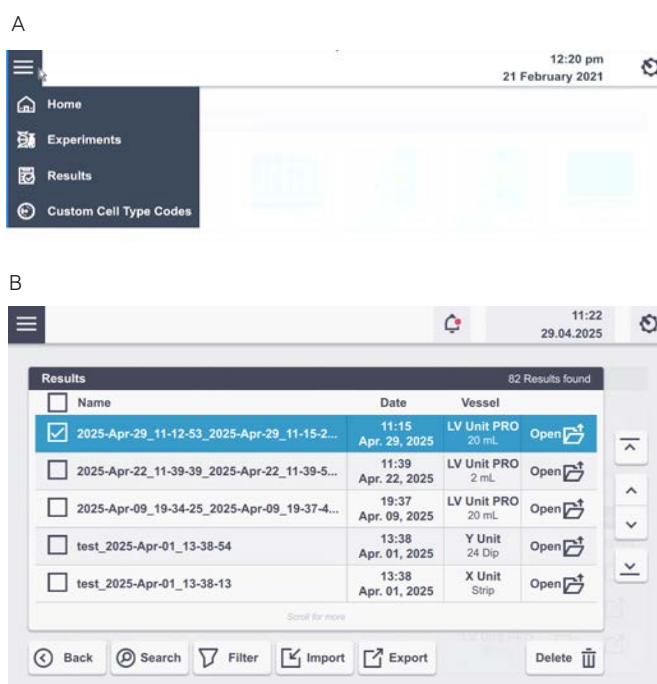 A
12:20 pm
21 February 2021
Home
Experiments
Results
Custom Cell Type Codes
B
11:22
29.04.2025
Results 82 Results found
Name Date Vessel
2025-Apr-29_11-12-53_2025-Apr-29_11-15-2... 11:15 Apr. 29, 2025 LV Unit PRO 20 mL Open
2025-Apr-22_11-39-39_2025-Apr-22_11-39-5... 11:39 Apr. 22, 2025 LV Unit PRO 2 mL Open
2025-Apr-09_19-34-25_2025-Apr-09_19-37-4... 19:37 Apr. 09, 2025 LV Unit PRO 20 mL Open
test_2025-Apr-01_13-38-54 13:38 Apr. 01, 2025 Y Unit 24 Dip Open
test_2025-Apr-01_13-38-13 13:38 Apr. 01, 2025 X Unit Strip Open
Scroll for more
Back Search Filter Import Export Delete